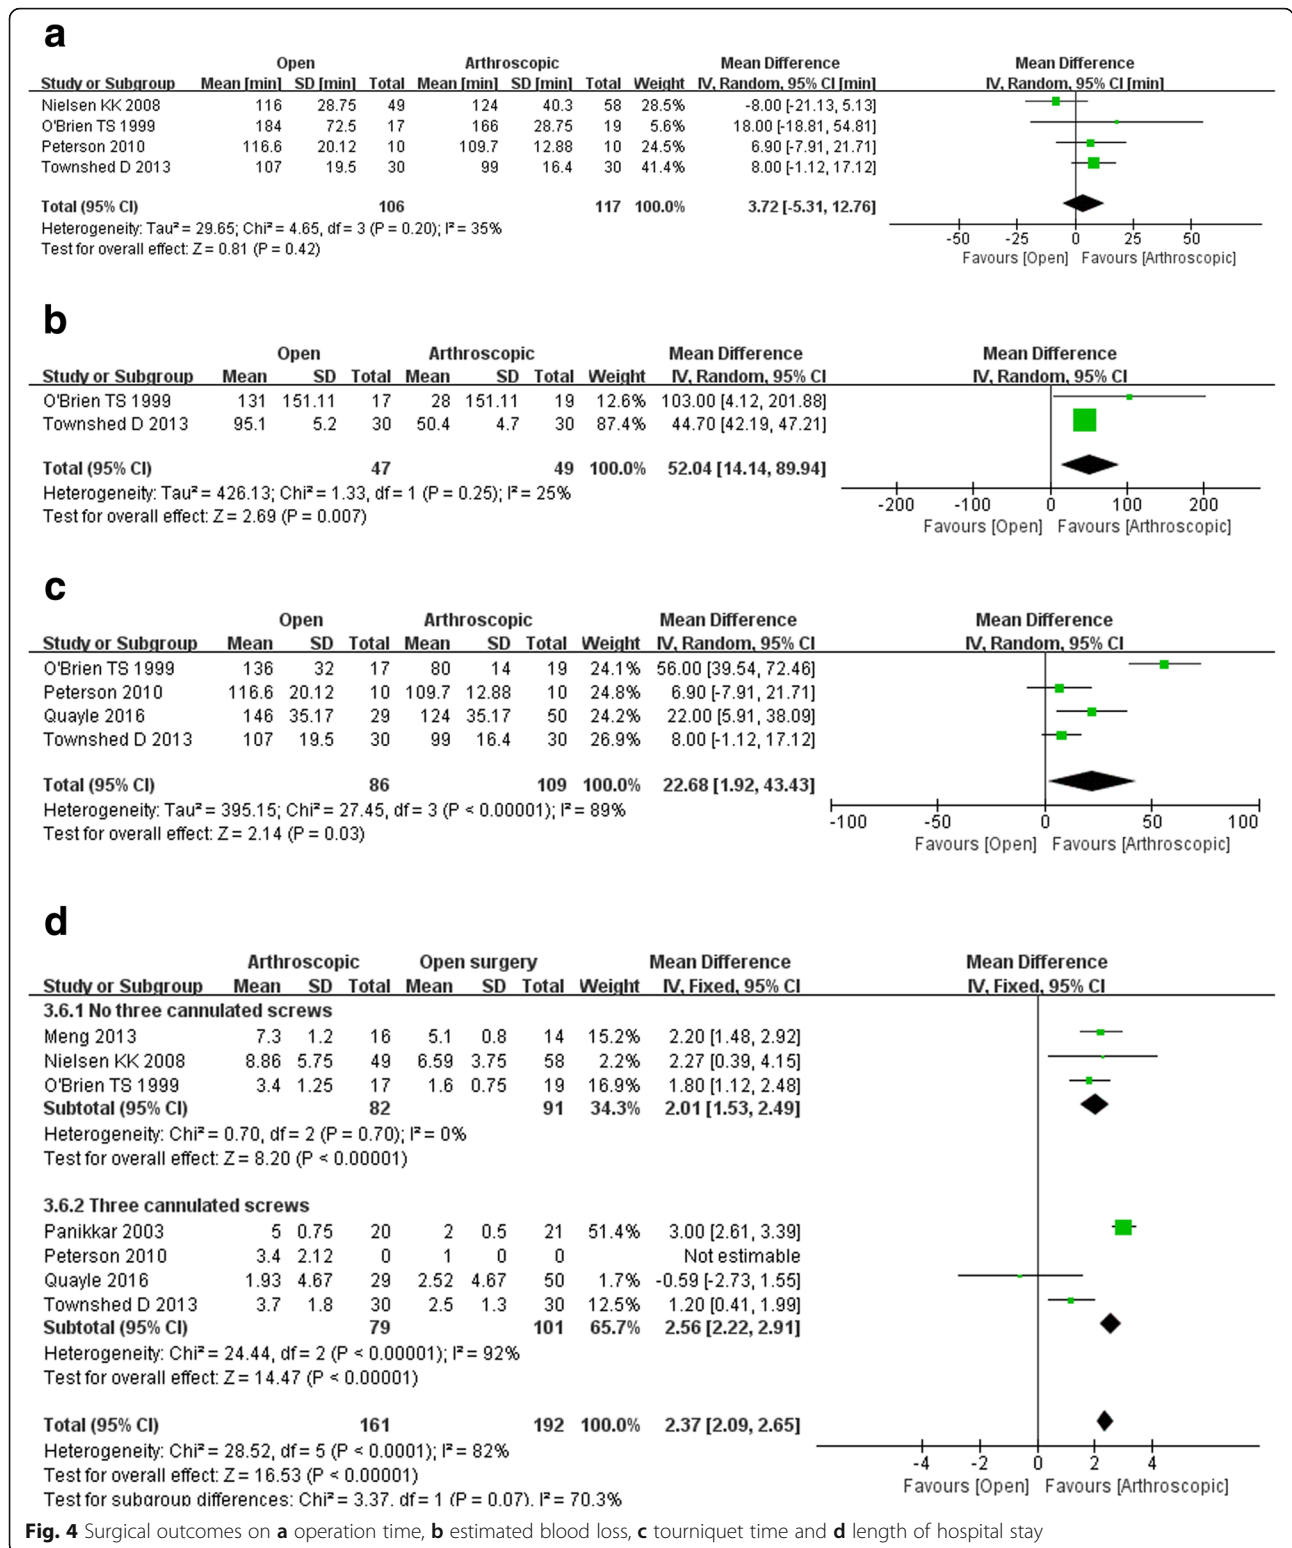 a
Open Arthroscopic Mean Difference Mean Difference
Study or Subgroup Mean [min] SD [min] Total Mean [min] SD [min] Total Weight IV, Random, 95% CI [min] IV, Random, 95% CI [min]
Nielsen KK 2008 116 28.75 49 124 40.3 58 28.5% -8.00 [-21.13, 5.13]
O'Brien TS 1999 184 72.5 17 166 28.75 19 5.6% 18.00 [-18.81, 54.81]
Peterson 2010 116.6 20.12 10 109.7 12.88 10 24.5% 6.90 [-7.91, 21.71]
Townshed D 2013 107 19.5 30 99 16.4 30 41.4% 8.00 [-1.12, 17.12]
Total (95% CI) 106 117 100.0% 3.72 [-5.31, 12.76]
Heterogeneity: Tau² = 29.65; Chi² = 4.65, df = 3 (P = 0.20); I² = 35%
Test for overall effect: Z = 0.81 (P = 0.42)
-50 -25 0 25 50
Favours [Open] Favours [Arthroscopic]
b
Open Arthroscopic Mean Difference Mean Difference
Study or Subgroup Mean SD Total Mean SD Total Weight IV, Random, 95% CI IV, Random, 95% CI
O'Brien TS 1999 131 151.11 17 28 151.11 19 12.6% 103.00 [4.12, 201.88]
Townshed D 2013 95.1 5.2 30 50.4 4.7 30 87.4% 44.70 [42.19, 47.21]
Total (95% CI) 47 49 100.0% 52.04 [14.14, 89.94]
Heterogeneity: Tau² = 426.13; Chi² = 1.33, df = 1 (P = 0.25); I² = 25%
Test for overall effect: Z = 2.69 (P = 0.007)
-200 -100 0 100 200
Favours [Open] Favours [Arthroscopic]
c
Open Arthroscopic Mean Difference Mean Difference
Study or Subgroup Mean SD Total Mean SD Total Weight IV, Random, 95% CI IV, Random, 95% CI
O'Brien TS 1999 136 32 17 80 14 19 24.1% 56.00 [39.54, 72.46]
Peterson 2010 116.6 20.12 10 109.7 12.88 10 24.8% 6.90 [-7.91, 21.71]
Quayle 2016 146 35.17 29 124 35.17 50 24.2% 22.00 [5.91, 38.09]
Townshed D 2013 107 19.5 30 99 16.4 30 26.9% 8.00 [-1.12, 17.12]
Total (95% CI) 86 109 100.0% 22.68 [1.92, 43.43]
Heterogeneity: Tau² = 395.15; Chi² = 27.45, df = 3 (P < 0.00001); I² = 89%
Test for overall effect: Z = 2.14 (P = 0.03)
-100 -50 0 50 100
Favours [Open] Favours [Arthroscopic]
d
Arthroscopic Open surgery Mean Difference Mean Difference
Study or Subgroup Mean SD Total Mean SD Total Weight IV, Fixed, 95% CI IV, Fixed, 95% CI
3.6.1 No three cannulated screws
Meng 2013 7.3 1.2 16 5.1 0.8 14 15.2% 2.20 [1.48, 2.92]
Nielsen KK 2008 8.86 5.75 49 6.59 3.75 58 2.2% 2.27 [0.39, 4.15]
O'Brien TS 1999 3.4 1.25 17 1.6 0.75 19 16.9% 1.80 [1.12, 2.48]
Subtotal (95% CI) 82 91 34.3% 2.01 [1.53, 2.49]
Heterogeneity: Chi² = 0.70, df = 2 (P = 0.70); I² = 0%
Test for overall effect: Z = 8.20 (P < 0.00001)
3.6.2 Three cannulated screws
Panikkar 2003 5 0.75 20 2 0.5 21 51.4% 3.00 [2.61, 3.39]
Peterson 2010 3.4 2.12 0 1 0 0 Not estimable
Quayle 2016 1.93 4.67 29 2.52 4.67 50 1.7% -0.59 [-2.73, 1.55]
Townshed D 2013 3.7 1.8 30 2.5 1.3 30 12.5% 1.20 [0.41, 1.99]
Subtotal (95% CI) 79 101 65.7% 2.56 [2.22, 2.91]
Heterogeneity: Chi² = 24.44, df = 2 (P < 0.00001); I² = 92%
Test for overall effect: Z = 14.47 (P < 0.00001)
Total (95% CI) 161 192 100.0% 2.37 [2.09, 2.65]
Heterogeneity: Chi² = 28.52, df = 5 (P < 0.0001); I² = 82%
Test for overall effect: Z = 16.53 (P < 0.00001)
Test for subgroup differences: Chi² = 3.37, df = 1 (P = 0.07), I² = 70.3%
-4 -2 0 2 4
Favours [Open] Favours [Arthroscopic]
Fig. 4 Surgical outcomes on a operation time, b estimated blood loss, c tourniquet time and d length of hospital stay